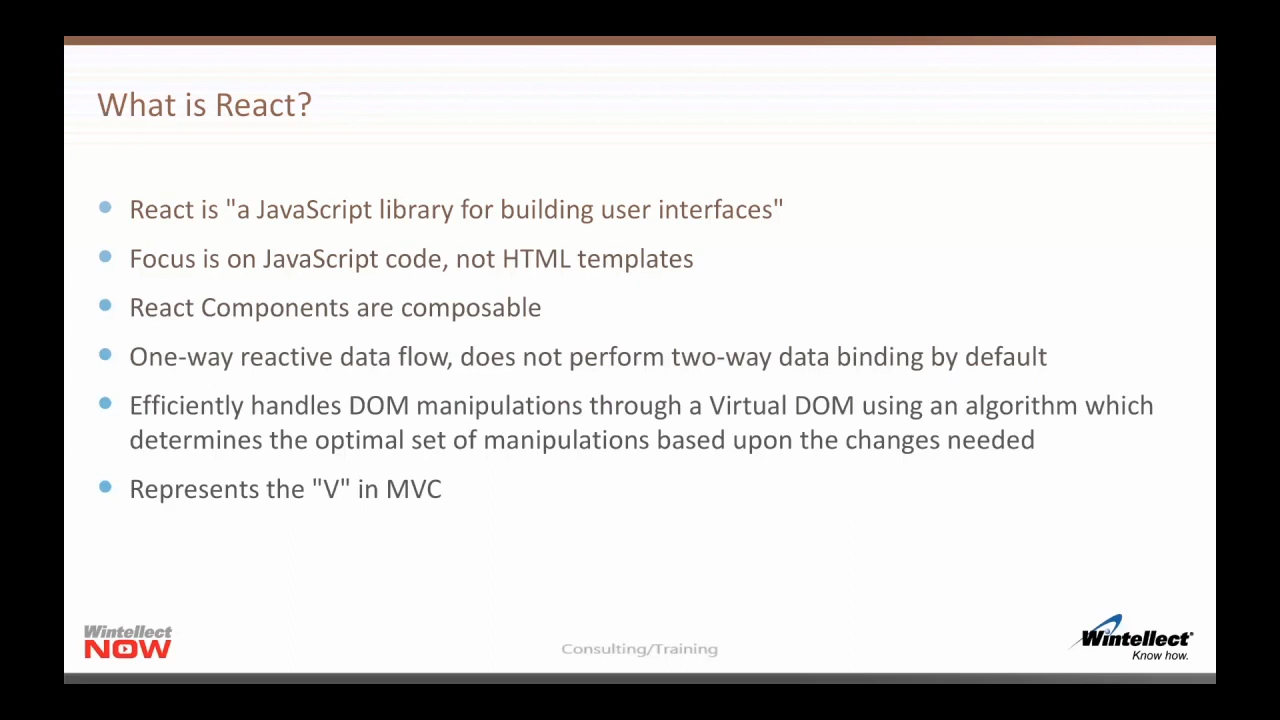 What is React?
React is "a JavaScript library for building user interfaces"
Focus is on JavaScript code, not HTML templates
React Components are composable
One-way reactive data flow, does not perform two-way data binding by default
Efficiently handles DOM manipulations through a Virtual DOM using an algorithm which
determines the optimal set of manipulations based upon the changes needed
Represents the "V" in MVC
Wintellect
NOW
Consulting/Training
Wintellect®
Know how.